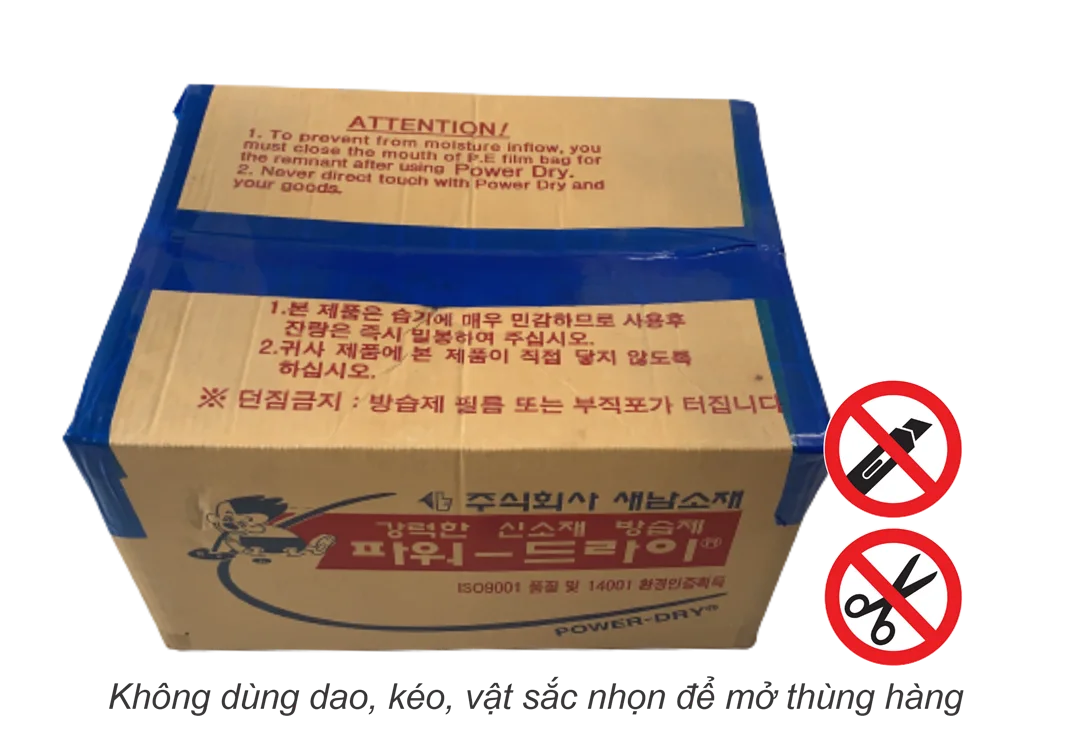 ATTENTION!
1. To prevent from moisture inflow, you
must close the mouth of P.E film bag for
the remnant after using Power Dry.
2. Never direct touch with Power Dry and
your goods.
1.본 제품은 습기에 매우 민감하므로 사용후
잔량은 즉시 밀봉하여 주십시오.
2.귀사 제품에 본 제품이 직접 닿지 않도록
하십시오.
※ 던짐금지 : 방습제 필름 또는 부직포가 터집니다
주식회사 새남소재
강력한 신소재 방습제
파워-드라이®
ISO9001 품질 및 14001 환경인증획득
POWER-DRY®
Không dùng dao, kéo, vật sắc nhọn để mở thùng hàng